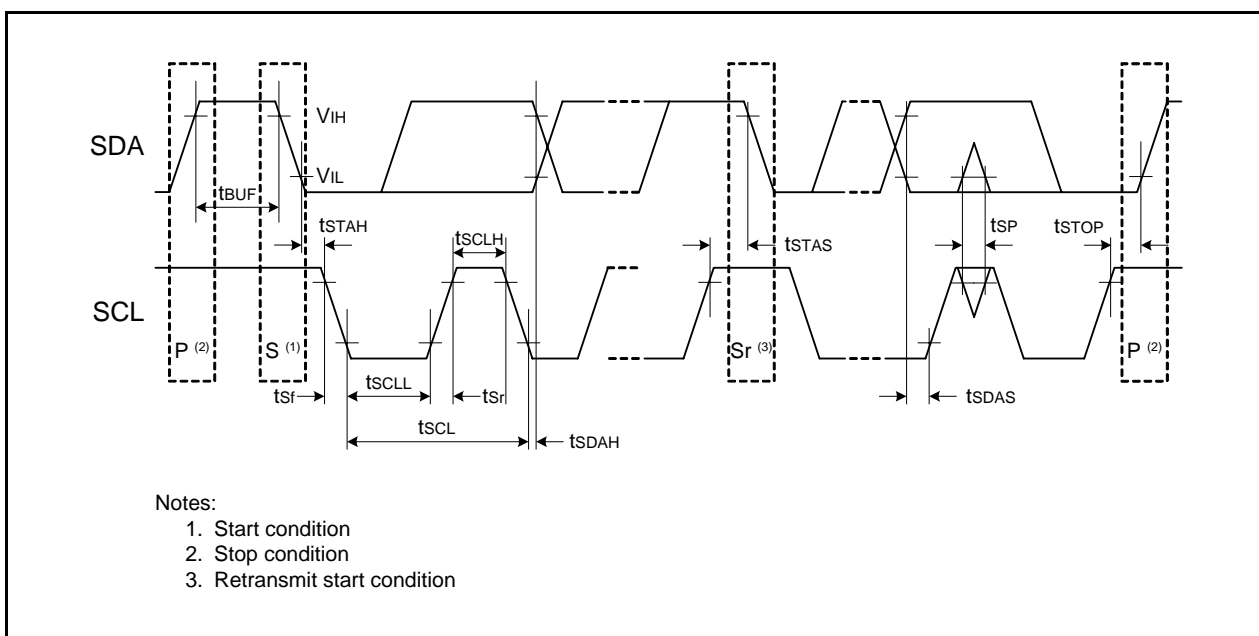 VIH
SDA
VIL
tBUF
tSTAH
tSCLH
tSTAS
tSP
tSTOP
SCL
P (2)
S (1)
Sr (3)
P (2)
tSCLL
tSf
tSr
tSDAS
tSCL
tSDAH
Notes:
1. Start condition
2. Stop condition
3. Retransmit start condition